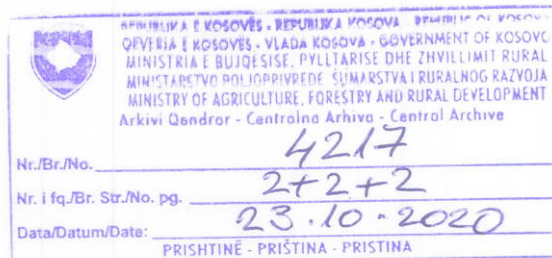 REPUBLIKA E KOSOVËS - REPUBLIKA KOSOVA - REPUBLIC OF KOSOVO
QEVERIA E KOSOVËS - VLADA KOSOVA - GOVERNMENT OF KOSOVO
MINISTRIA E BUJQËSISË, PYLLTARISË DHE ZHVILLIMIT RURAL
MINISTARSTVO POLJOPRIVREDE ŠUMARSTVA I RURALNOG RAZVOJA
MINISTRY OF AGRICULTURE, FORESTRY AND RURAL DEVELOPMENT
Arkivi Qendror - Centralna Arhiva - Central Archive
Nr./Br./No. 4217
Nr. i fq./Br. Str./No. pg. 2+2+2
Data/Datum/Date: 23.10-2020
PRISHTINË - PRIŠTINA - PRISTINA